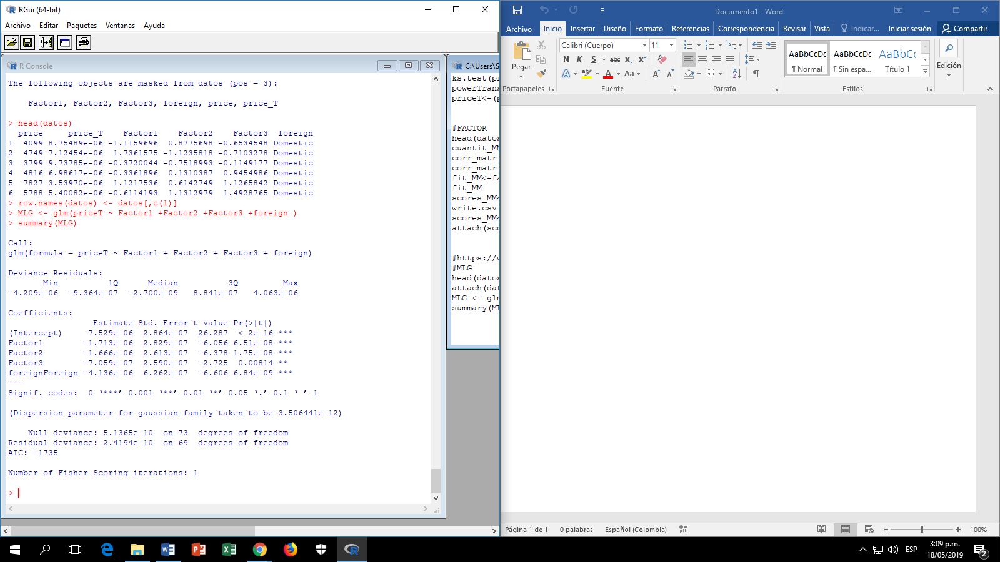 RGui (64-bit)
Archivo Editar Paquetes Ventanas Ayuda
R Console
The following objects are masked from datos (pos = 3):
Factor1, Factor2, Factor3, foreign, price, price_T
> head(datos)
price price_T Factor1 Factor2 Factor3 foreign
1 4099 8.75489e-06 -1.1159696 0.8775698 -0.6534548 Domestic
2 4749 7.12454e-06 1.7361575 -1.1235818 -0.7103278 Domestic
3 3799 9.73785e-06 -0.3720044 -0.7518993 -0.1149177 Domestic
4 4816 6.98617e-06 -0.3361896 0.1310387 0.9454986 Domestic
5 7827 3.53970e-06 1.1217536 0.6142749 1.1265842 Domestic
6 5788 5.40082e-06 -0.6114193 1.1312979 1.4928765 Domestic
> row.names(datos) <- datos[,c(1)]
> MLG <- glm(priceT ~ Factor1 +Factor2 +Factor3 +foreign )
> summary(MLG)
Call:
glm(formula = priceT ~ Factor1 + Factor2 + Factor3 + foreign)
Deviance Residuals:
Min 1Q Median 3Q Max
-4.209e-06 -9.364e-07 -2.700e-09 8.841e-07 4.063e-06
Coefficients:
Estimate Std. Error t value Pr(>|t|)
(Intercept) 7.529e-06 2.864e-07 26.287 < 2e-16 ***
Factor1 -1.713e-06 2.829e-07 -6.056 6.51e-08 ***
Factor2 -1.666e-06 2.613e-07 -6.378 1.75e-08 ***
Factor3 -7.059e-07 2.590e-07 -2.725 0.00814 **
foreignForeign -4.136e-06 6.262e-07 -6.606 6.84e-09 ***
---
Signif. codes: 0 ‘***’ 0.001 ‘**’ 0.01 ‘*’ 0.05 ‘.’ 0.1 ‘ ’ 1
(Dispersion parameter for gaussian family taken to be 3.506441e-12)
Null deviance: 5.1365e-10 on 73 degrees of freedom
Residual deviance: 2.4194e-10 on 69 degrees of freedom
AIC: -1735
Number of Fisher Scoring iterations: 1
>
C:\Users\S
ks.test(pr
powerTrans
priceT<-(p
#FACTOR
head(datos
cuantit_MM
corr_matri
corr_matri
fit_MM<-fa
fit_MM
scores_MM<
write.csv
scores_MM<
attach(sco
#https://w
#MLG
head(datos
attach(dat
MLG <- glm
summary(ML
Documento1 - Word
Archivo Inicio Insertar Diseño Formato Referencias Correspondencia Revisar Vista Indicar... Iniciar sesión Compartir
Pegar
Calibri (Cuerpo) 11
N K S abc x₂ x²
A ab A Aa A A
AaBbCcDc AaBbCcDc AaBbCc
¶ Normal ¶ Sin espa... Título 1
Edición
Portapapeles Fuente Párrafo Estilos
Página 1 de 1 0 palabras Español (Colombia) 100%
ESP
3:09 p.m.
18/05/2019
2